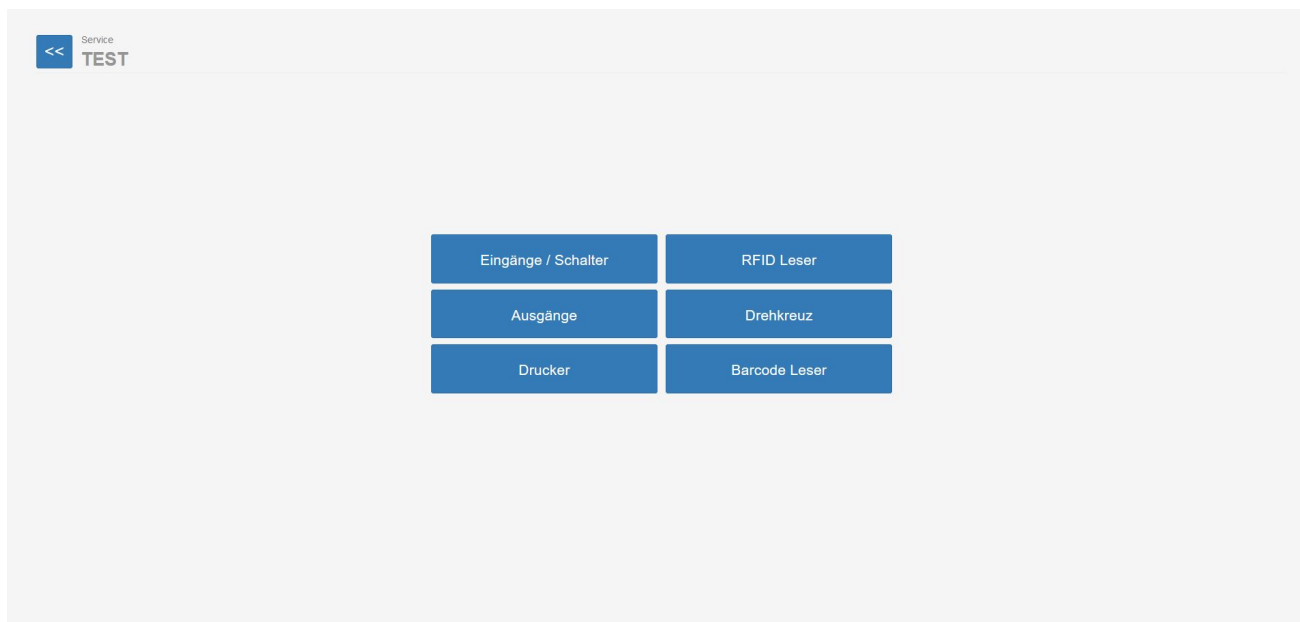 <<
Service
TEST
Eingänge / Schalter
RFID Leser
Ausgänge
Drehkreuz
Drucker
Barcode Leser